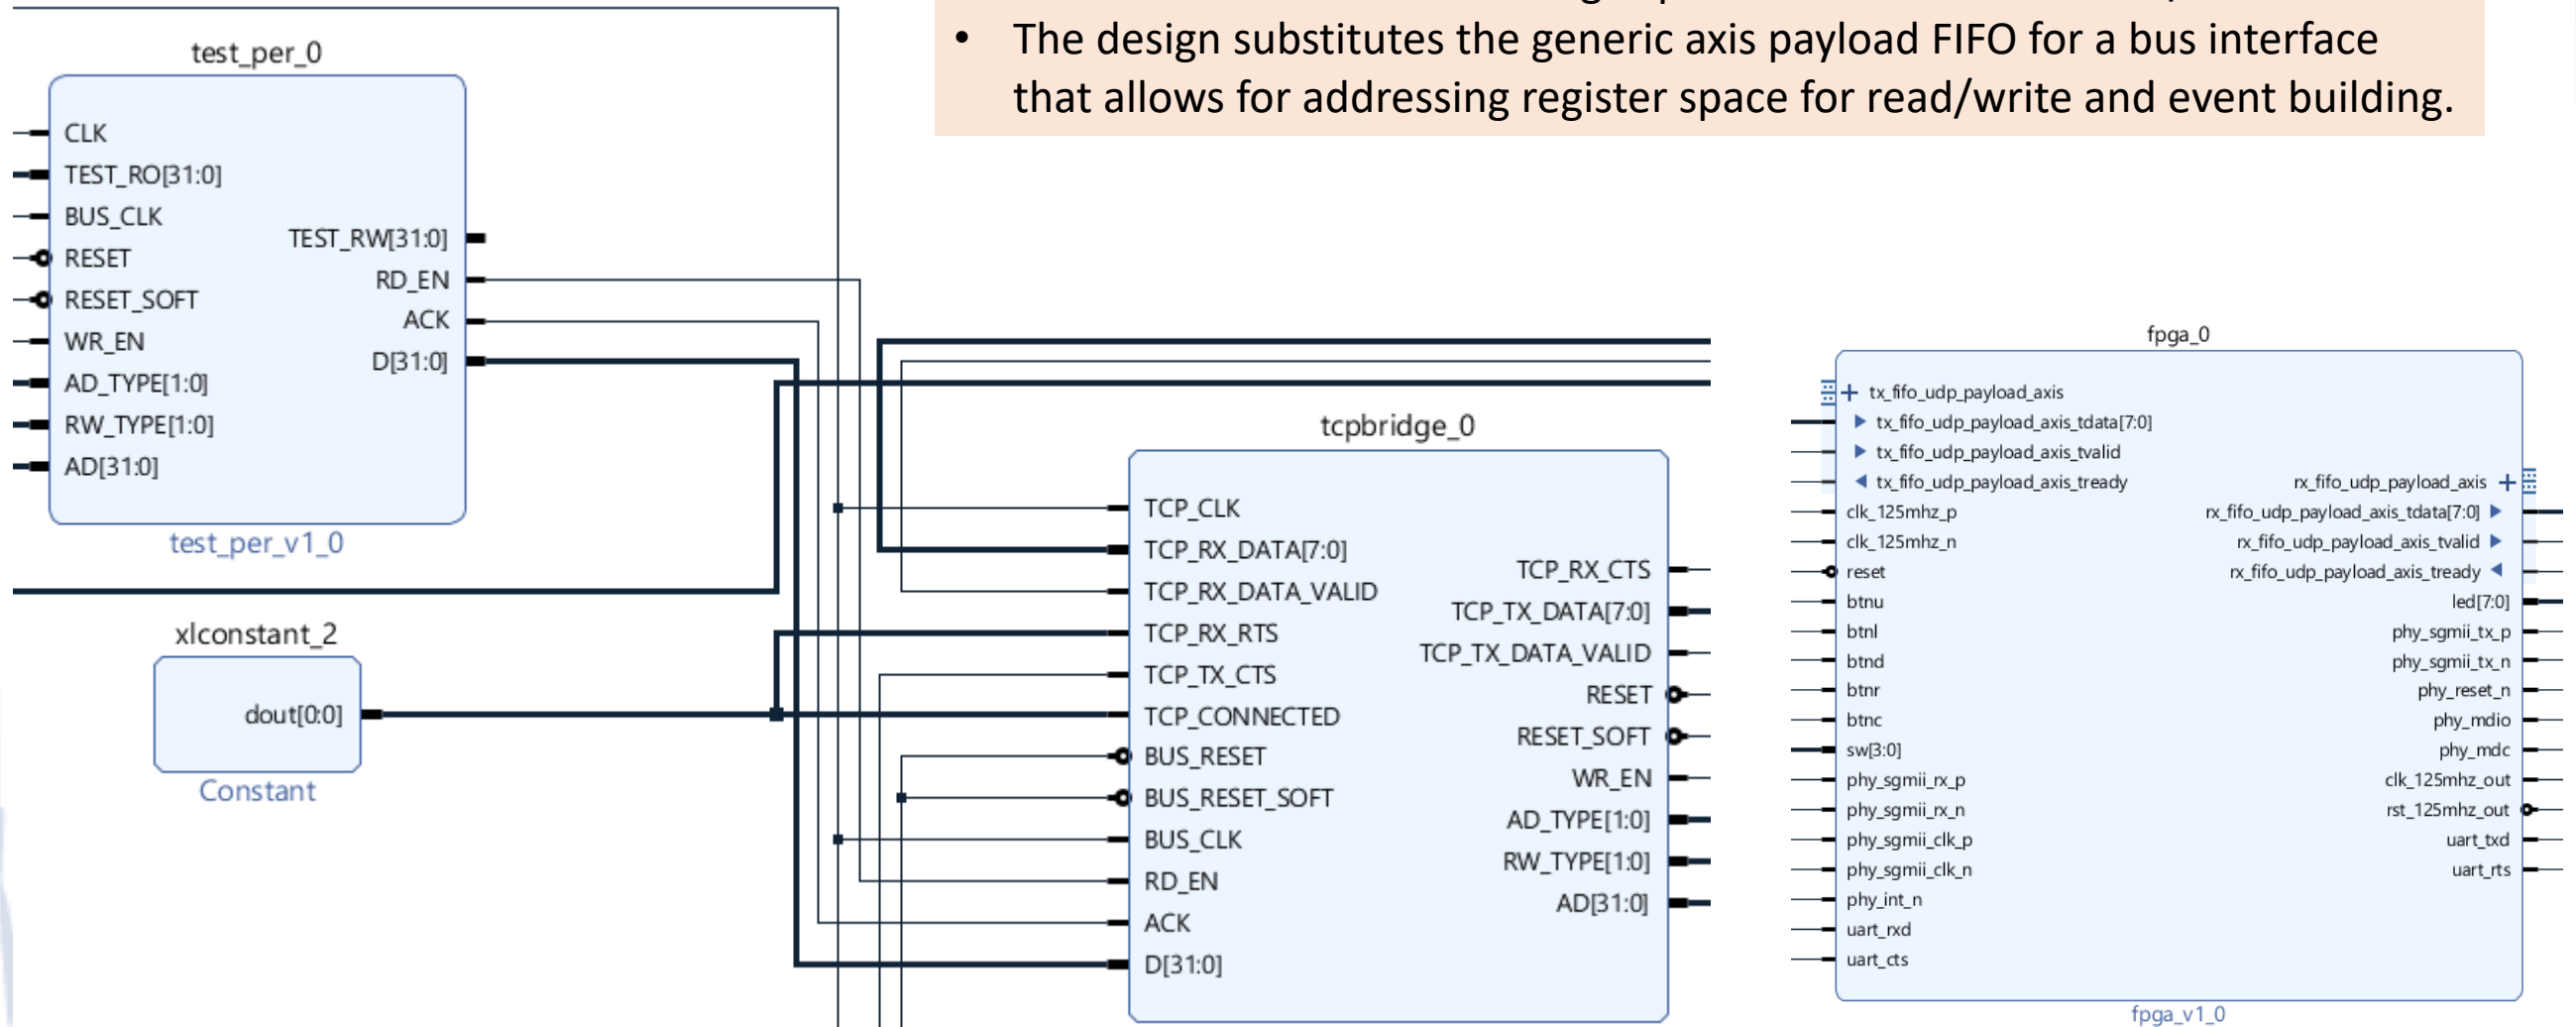 • The design substitutes the generic axis payload FIFO for a bus interface
that allows for addressing register space for read/write and event building.
test_per_0
CLK
TEST_RO[31:0]
BUS_CLK
RESET
RESET_SOFT
WR_EN
AD_TYPE[1:0]
RW_TYPE[1:0]
AD[31:0]
TEST_RW[31:0]
RD_EN
ACK
D[31:0]
test_per_v1_0
xlconstant_2
dout[0:0]
Constant
tcpbridge_0
TCP_CLK
TCP_RX_DATA[7:0]
TCP_RX_DATA_VALID
TCP_RX_RTS
TCP_TX_CTS
TCP_CONNECTED
BUS_RESET
BUS_RESET_SOFT
BUS_CLK
RD_EN
ACK
D[31:0]
TCP_RX_CTS
TCP_TX_DATA[7:0]
TCP_TX_DATA_VALID
RESET
RESET_SOFT
WR_EN
AD_TYPE[1:0]
RW_TYPE[1:0]
AD[31:0]
fpga_0
tx_fifo_udp_payload_axis
tx_fifo_udp_payload_axis_tdata[7:0]
tx_fifo_udp_payload_axis_tvalid
tx_fifo_udp_payload_axis_tready
clk_125mhz_p
clk_125mhz_n
reset
btnu
btnl
btnd
btnr
btnc
sw[3:0]
phy_sgmii_rx_p
phy_sgmii_rx_n
phy_sgmii_clk_p
phy_sgmii_clk_n
phy_int_n
uart_rxd
uart_cts
rx_fifo_udp_payload_axis
rx_fifo_udp_payload_axis_tdata[7:0]
rx_fifo_udp_payload_axis_tvalid
rx_fifo_udp_payload_axis_tready
led[7:0]
phy_sgmii_tx_p
phy_sgmii_tx_n
phy_reset_n
phy_mdio
phy_mdc
clk_125mhz_out
rst_125mhz_out
uart_txd
uart_rts
fpga_v1_0